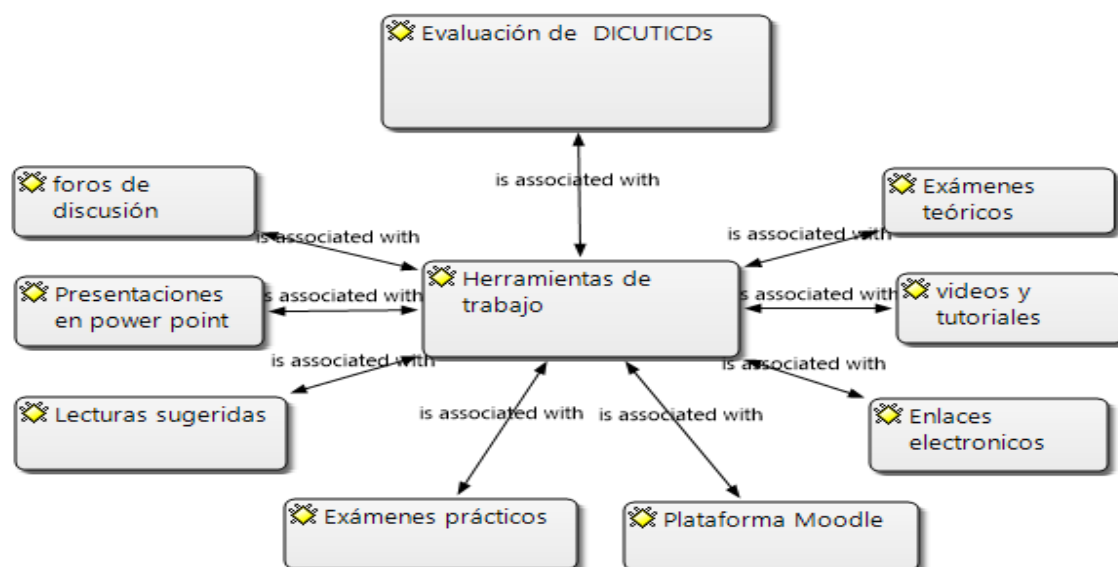 Evaluación de  DICUTICDs
is associated with
foros de
discusión
Exámenes
teóricos
is associated with
is associated with
Herramientas de
trabajo
Presentaciones
en power point
is associated with
is associated with
videos y
tutoriales
is associated with
is associated with
Lecturas sugeridas
is associated with
is associated with
Enlaces
electronicos
Exámenes prácticos
Plataforma Moodle